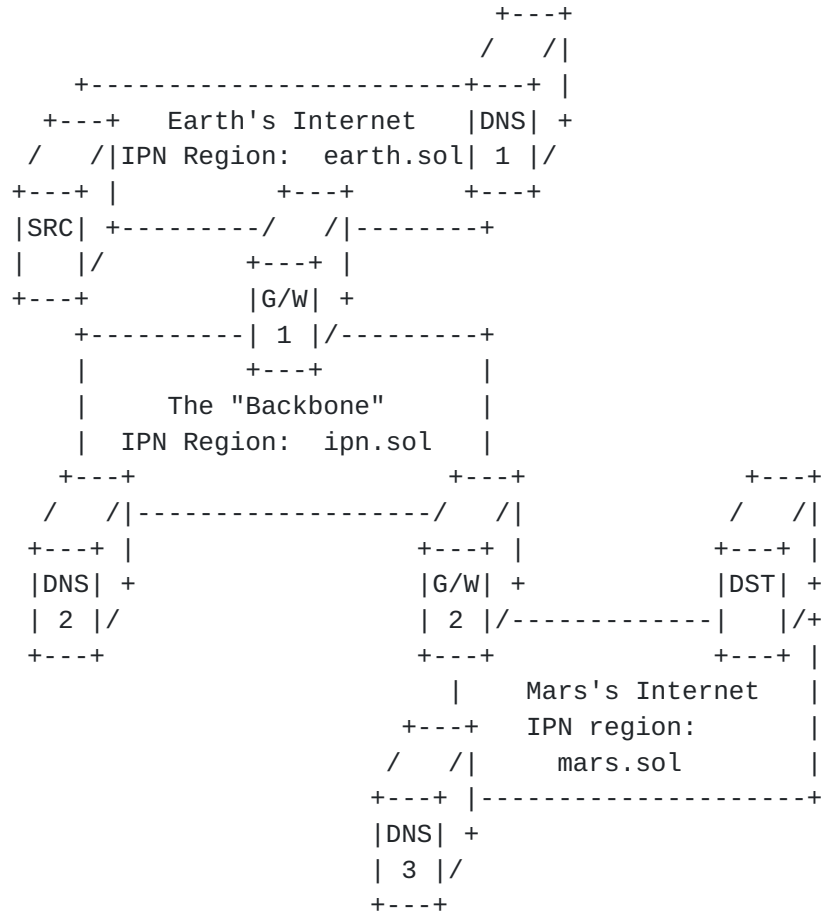 Earth's Internet |DNS|
IPN Region: earth.sol| 1 |
|SRC|
|G/W|
| 1 |
The "Backbone"
IPN Region: ipn.sol
|DNS| |G/W| |DST|
| 2 | | 2 |
Mars's Internet
IPN region:
mars.sol
|DNS|
| 3 |